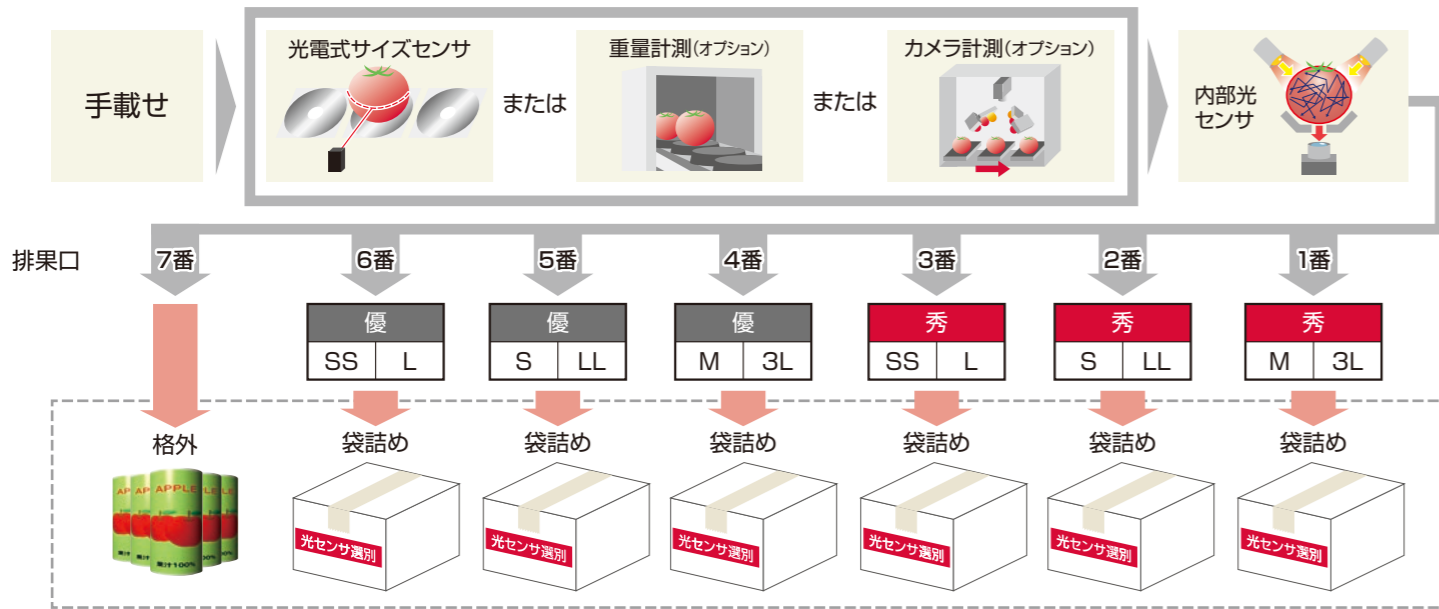 手載せ
光電式サイズセンサ
または
重量計測(オプション)
または
カメラ計測(オプション)
内部光
センサ
排果口
7番
6番
5番
4番
3番
2番
1番
優
SS
L
優
S
LL
優
M
3L
秀
SS
L
秀
S
LL
秀
M
3L
格外
袋詰め
袋詰め
袋詰め
袋詰め
袋詰め
袋詰め
APPLE
果汁100%
光センサ選別
光センサ選別
光センサ選別
光センサ選別
光センサ選別
光センサ選別